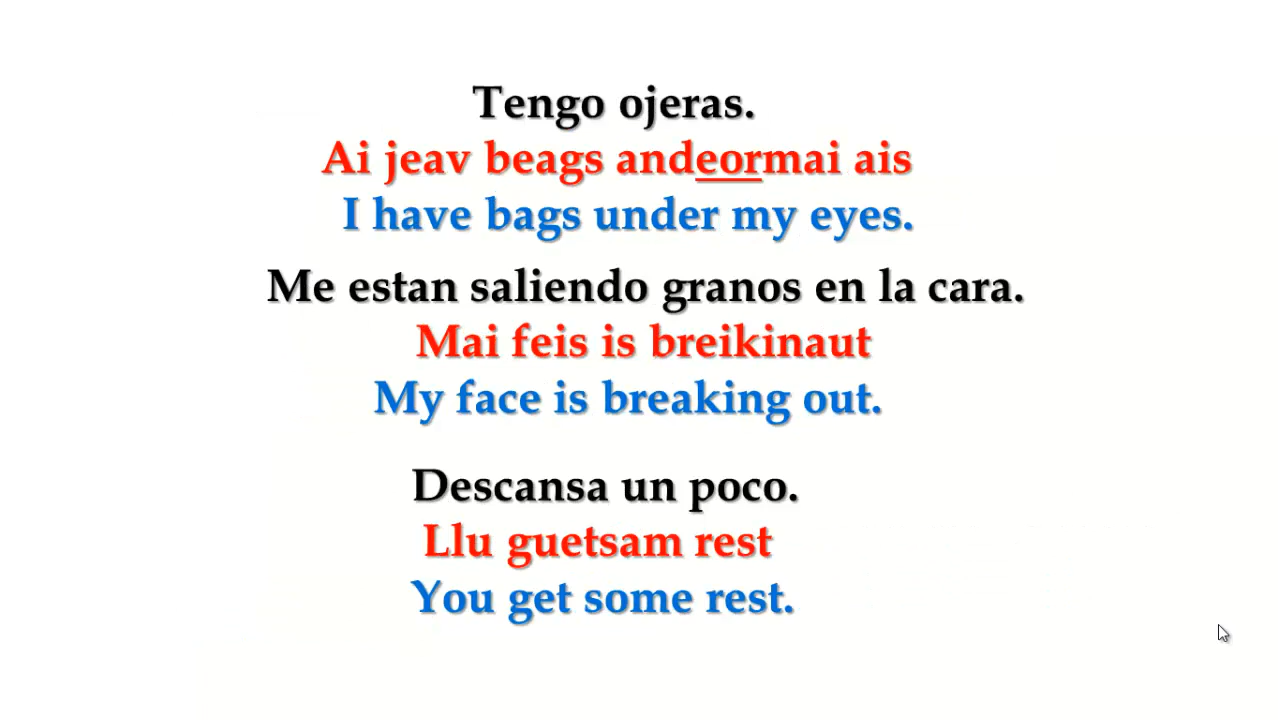 Tengo ojeras.
Ai jeav beags andeormai ais
I have bags under my eyes.
Me estan saliendo granos en la cara.
Mai feis is breikinaut
My face is breaking out.
Descansa un poco.
Llu guetsam rest
You get some rest.